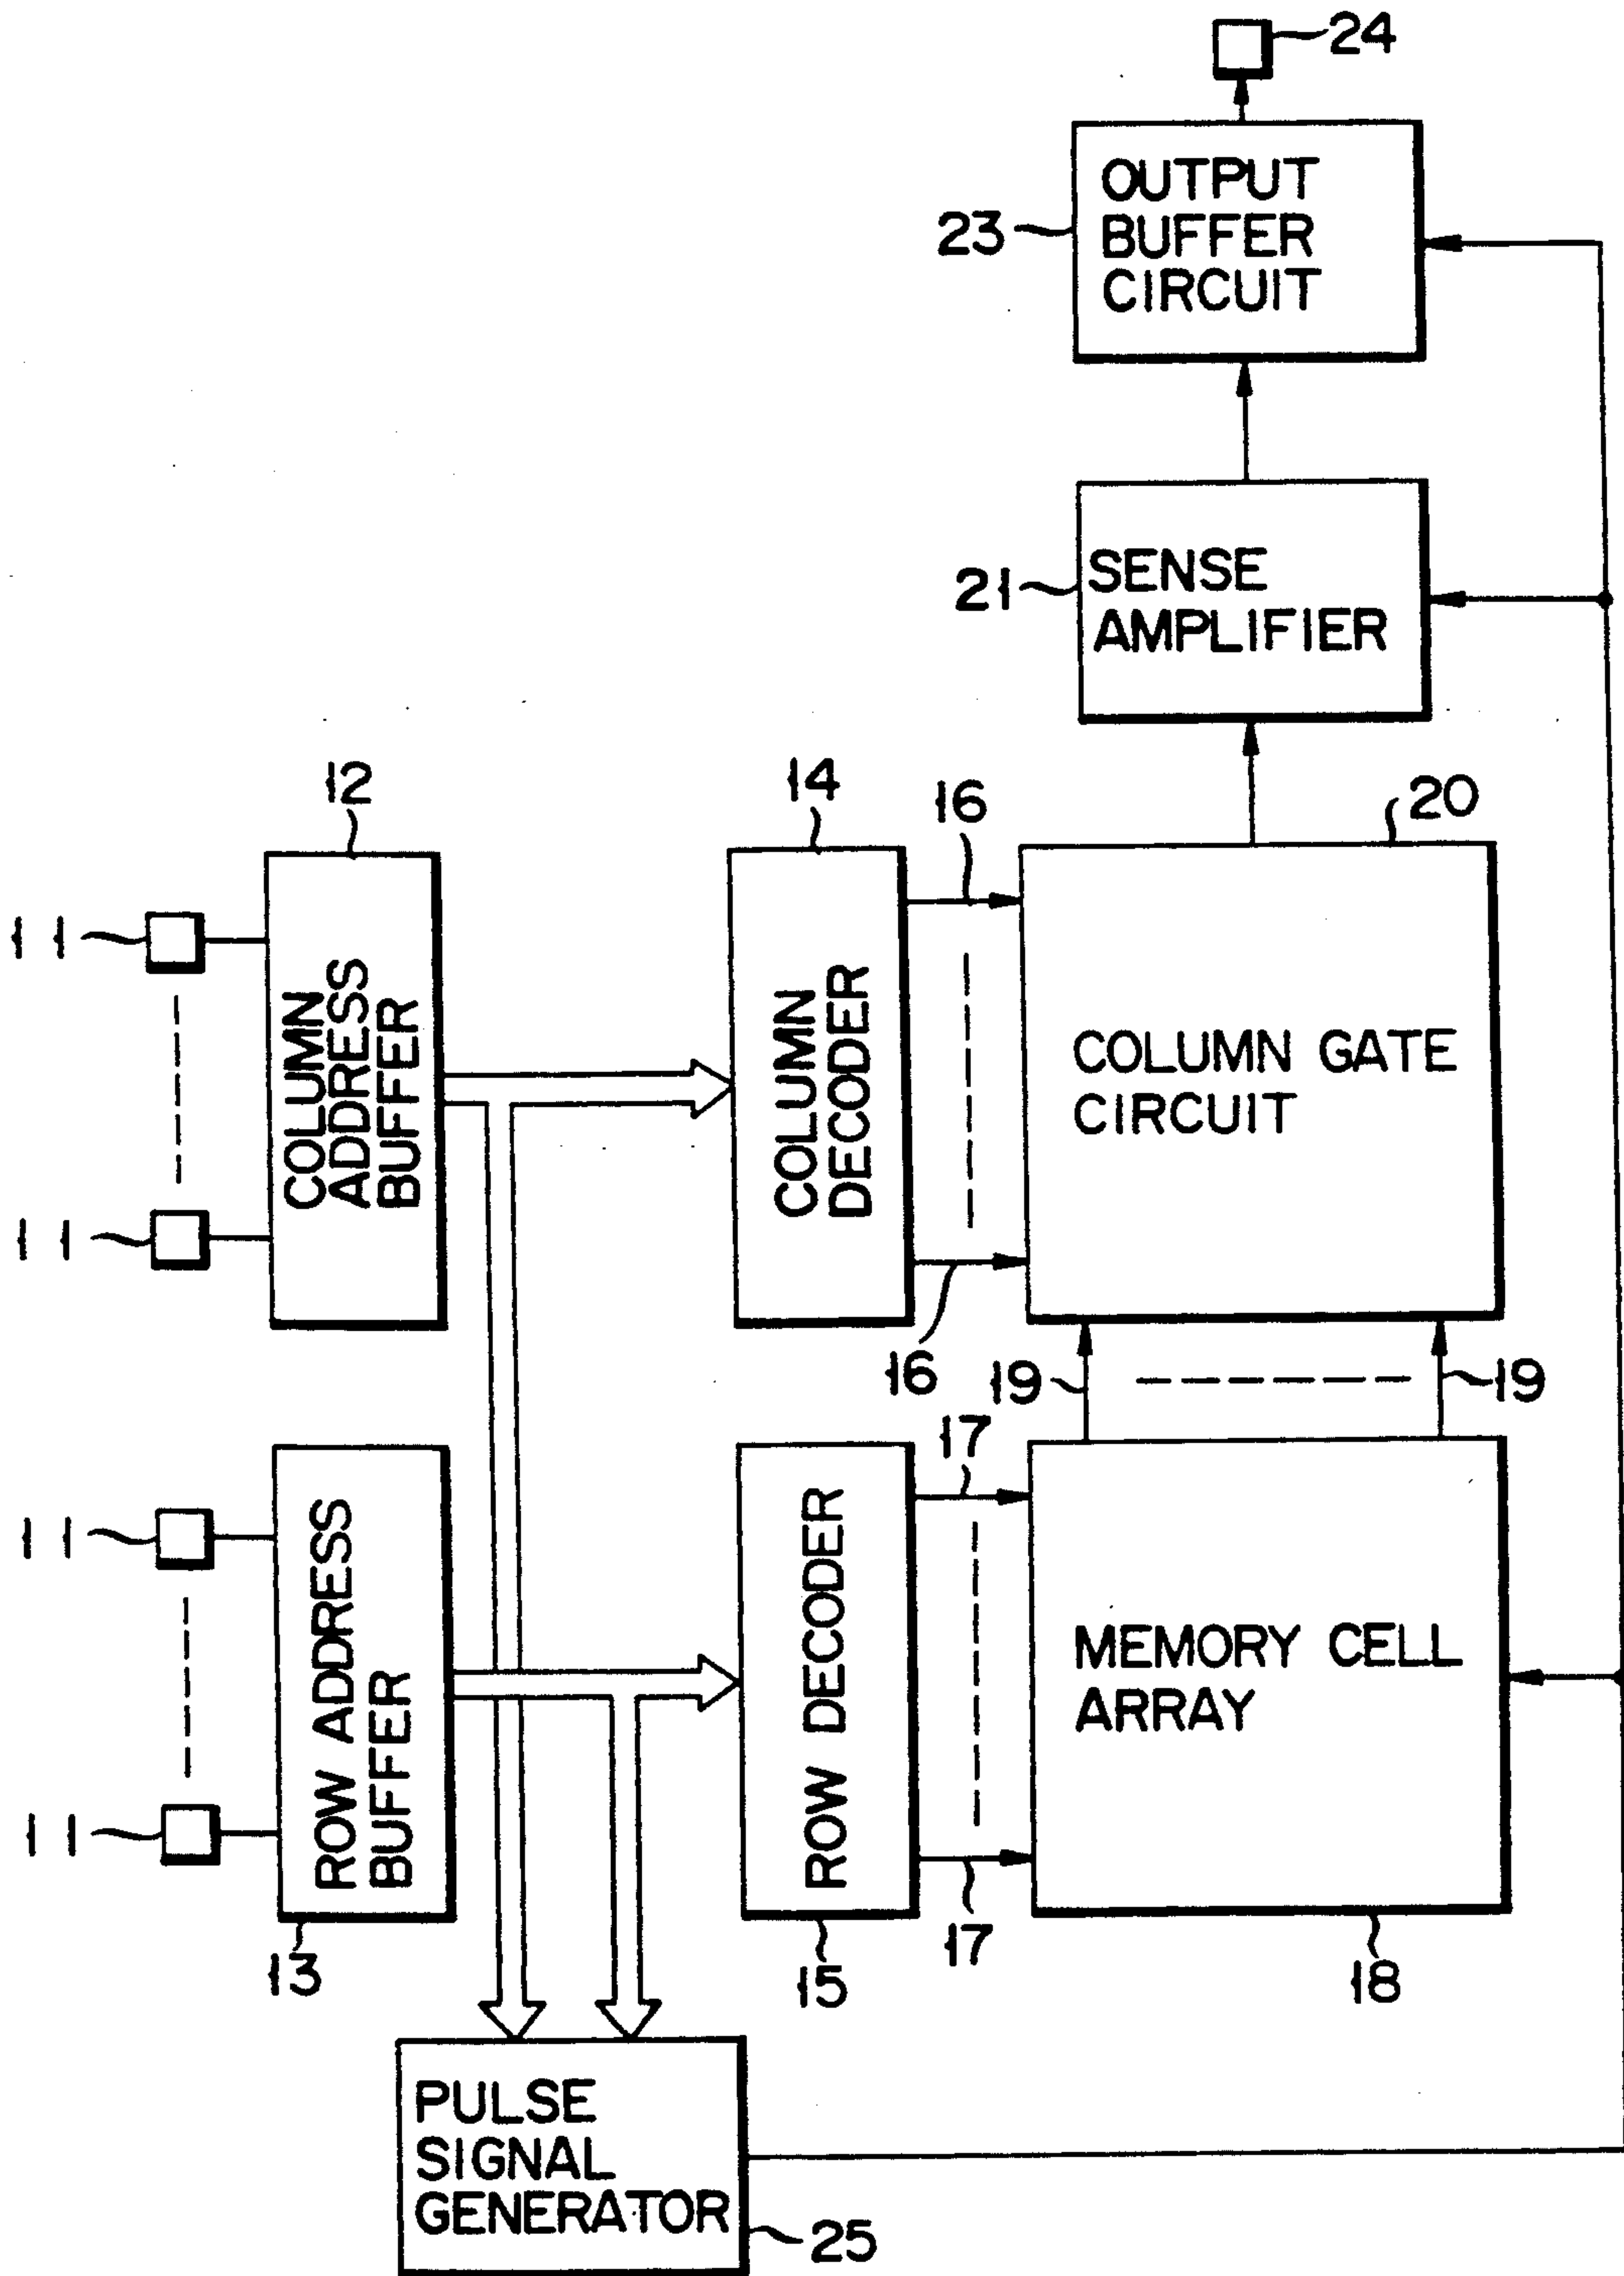 24
OUTPUT
BUFFER
CIRCUIT
23
SENSE
AMPLIFIER
21
12
14
16
20
11
COLUMN
ADDRESS
BUFFER
COLUMN
DECODER
COLUMN GATE
CIRCUIT
11
16
19
19
17
11
ROW ADDRESS
BUFFER
ROW DECODER
MEMORY CELL
ARRAY
11
13
15
17
18
PULSE
SIGNAL
GENERATOR
25